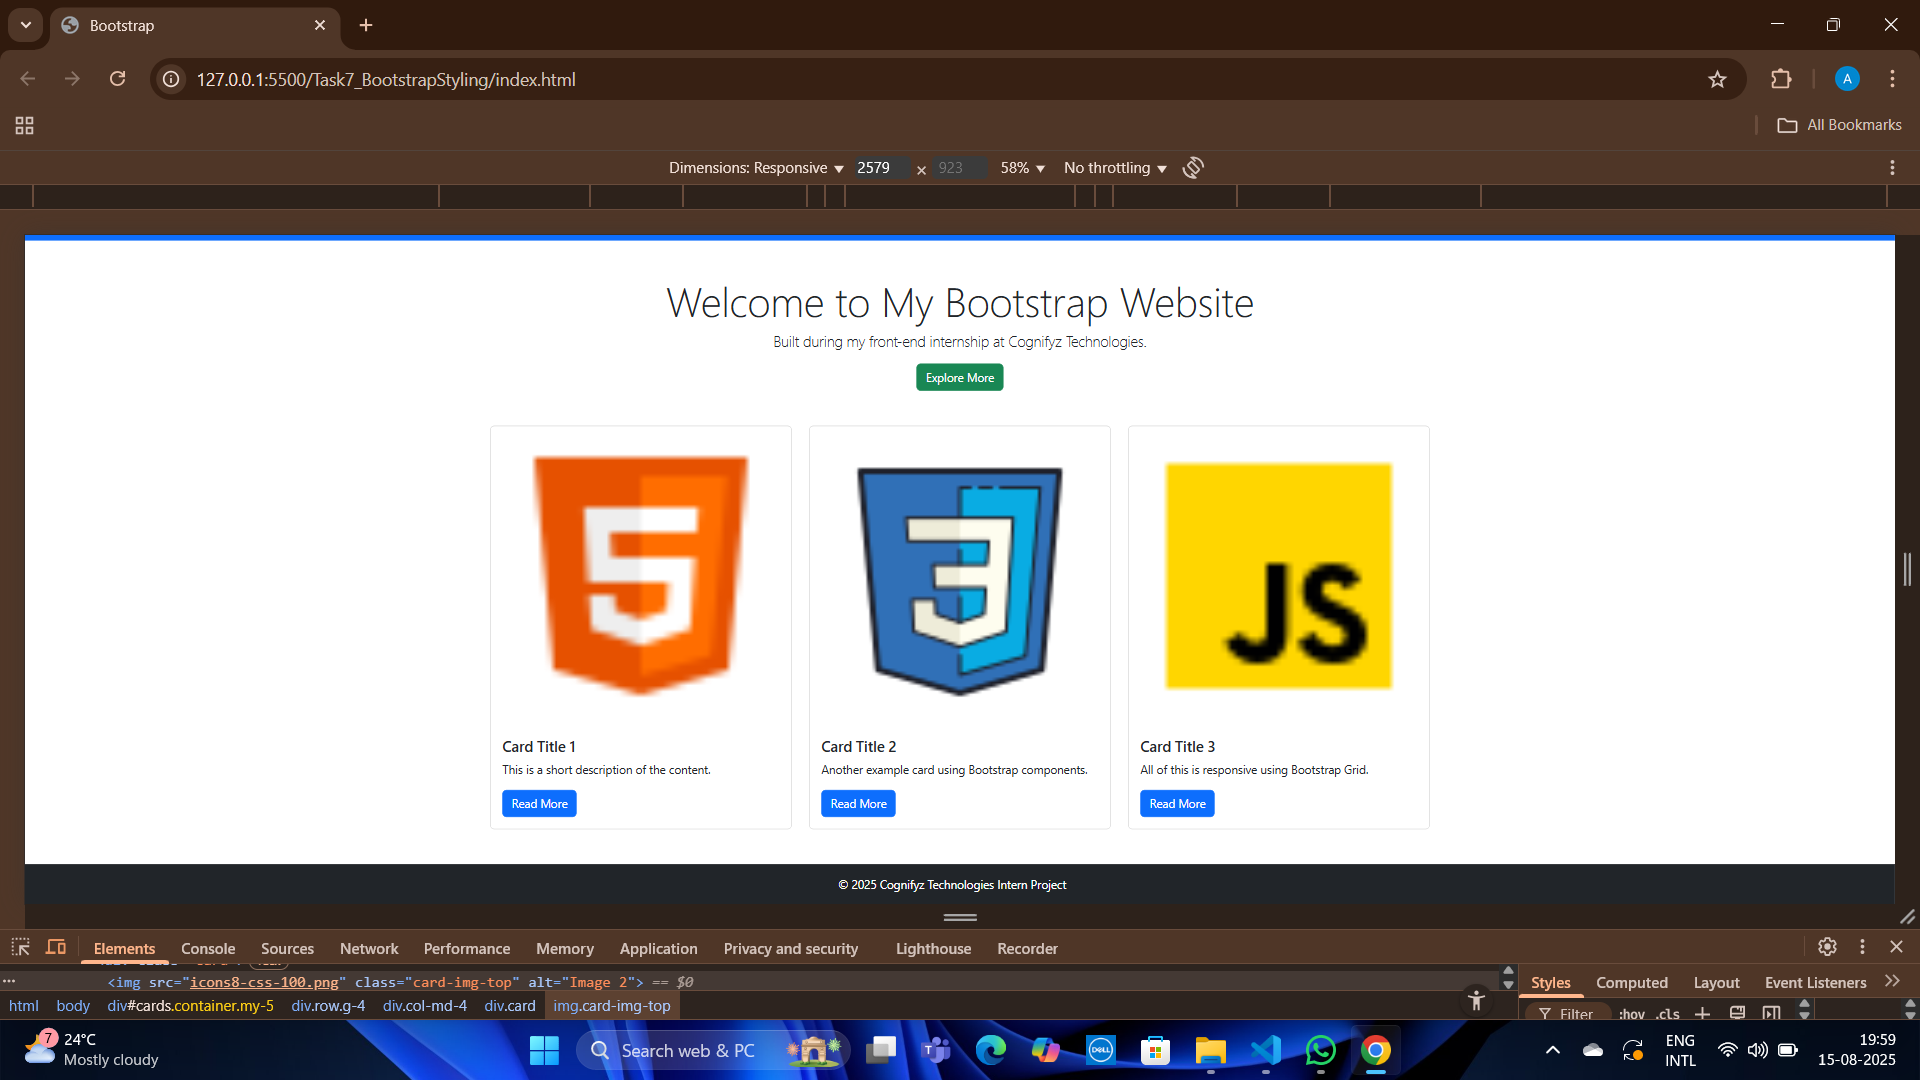 Bootstrap
127.0.0.1:5500/Task7_BootstrapStyling/index.html
A
All Bookmarks
Dimensions: Responsive 2579 × 923 58% No throttling
Welcome to My Bootstrap Website
Built during my front-end internship at Cognifyz Technologies.
Explore More
5
3
JS
Card Title 1
This is a short description of the content.
Read More
Card Title 2
Another example card using Bootstrap components.
Read More
Card Title 3
All of this is responsive using Bootstrap Grid.
Read More
© 2025 Cognifyz Technologies Intern Project
Elements Console Sources Network Performance Memory Application Privacy and security Lighthouse Recorder
<img src="icons8-css-100.png" class="card-img-top" alt="Image 2"> == $0
html body div#cards.container.my-5 div.row.g-4 div.col-md-4 div.card img.card-img-top
Styles Computed Layout Event Listeners
Filter :hov .cls
7
24°C
Mostly cloudy
Search web & PC
T
DELL
ENG
INTL
19:59
15-08-2025